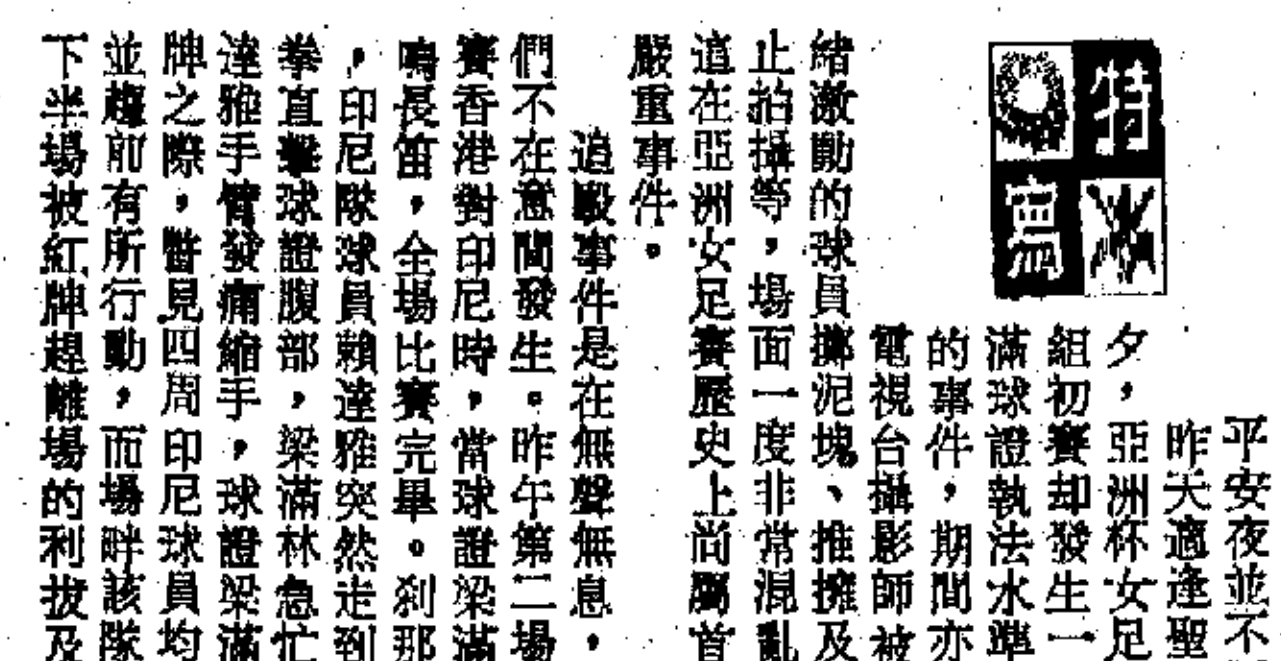 特寫
平安夜並不
昨天適逢聖
夕，亞洲杯女足
組初賽却發生一
滿球證執法水準
的事件，期間亦
電視台攝影師被
緒激動的球員擲泥塊、推擁及
止拍攝等，場面一度非常混亂
這在亞洲女足賽歷史上尚屬首
嚴重事件。
追毆事件是在無聲無息，
們不在意間發生。昨午第二場
賽香港對印尼時，當球證梁滿
鳴長笛，全場比賽完畢。刹那
，印尼隊球員賴達雅突然走到
拳直擊球證腹部，梁滿林急忙
達雅手臂發痛縮手，球證梁滿
牌之際，瞥見四周印尼球員均
並趨前有所行動，而場畔該隊
下半場被紅牌趕離場的利拔及